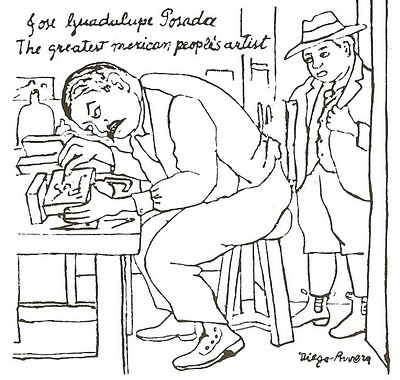 Jose Guadalupe Posada
The greatest mexican people's artist
Diego Rivera